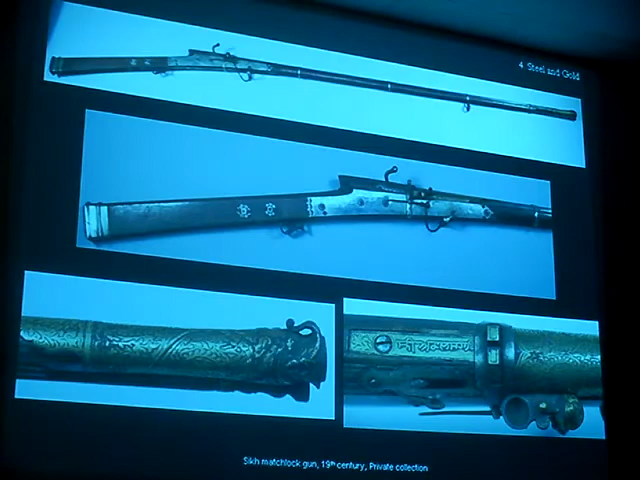 4. Steel and Gold
Sikh matchlock gun, 19th century, Private collection